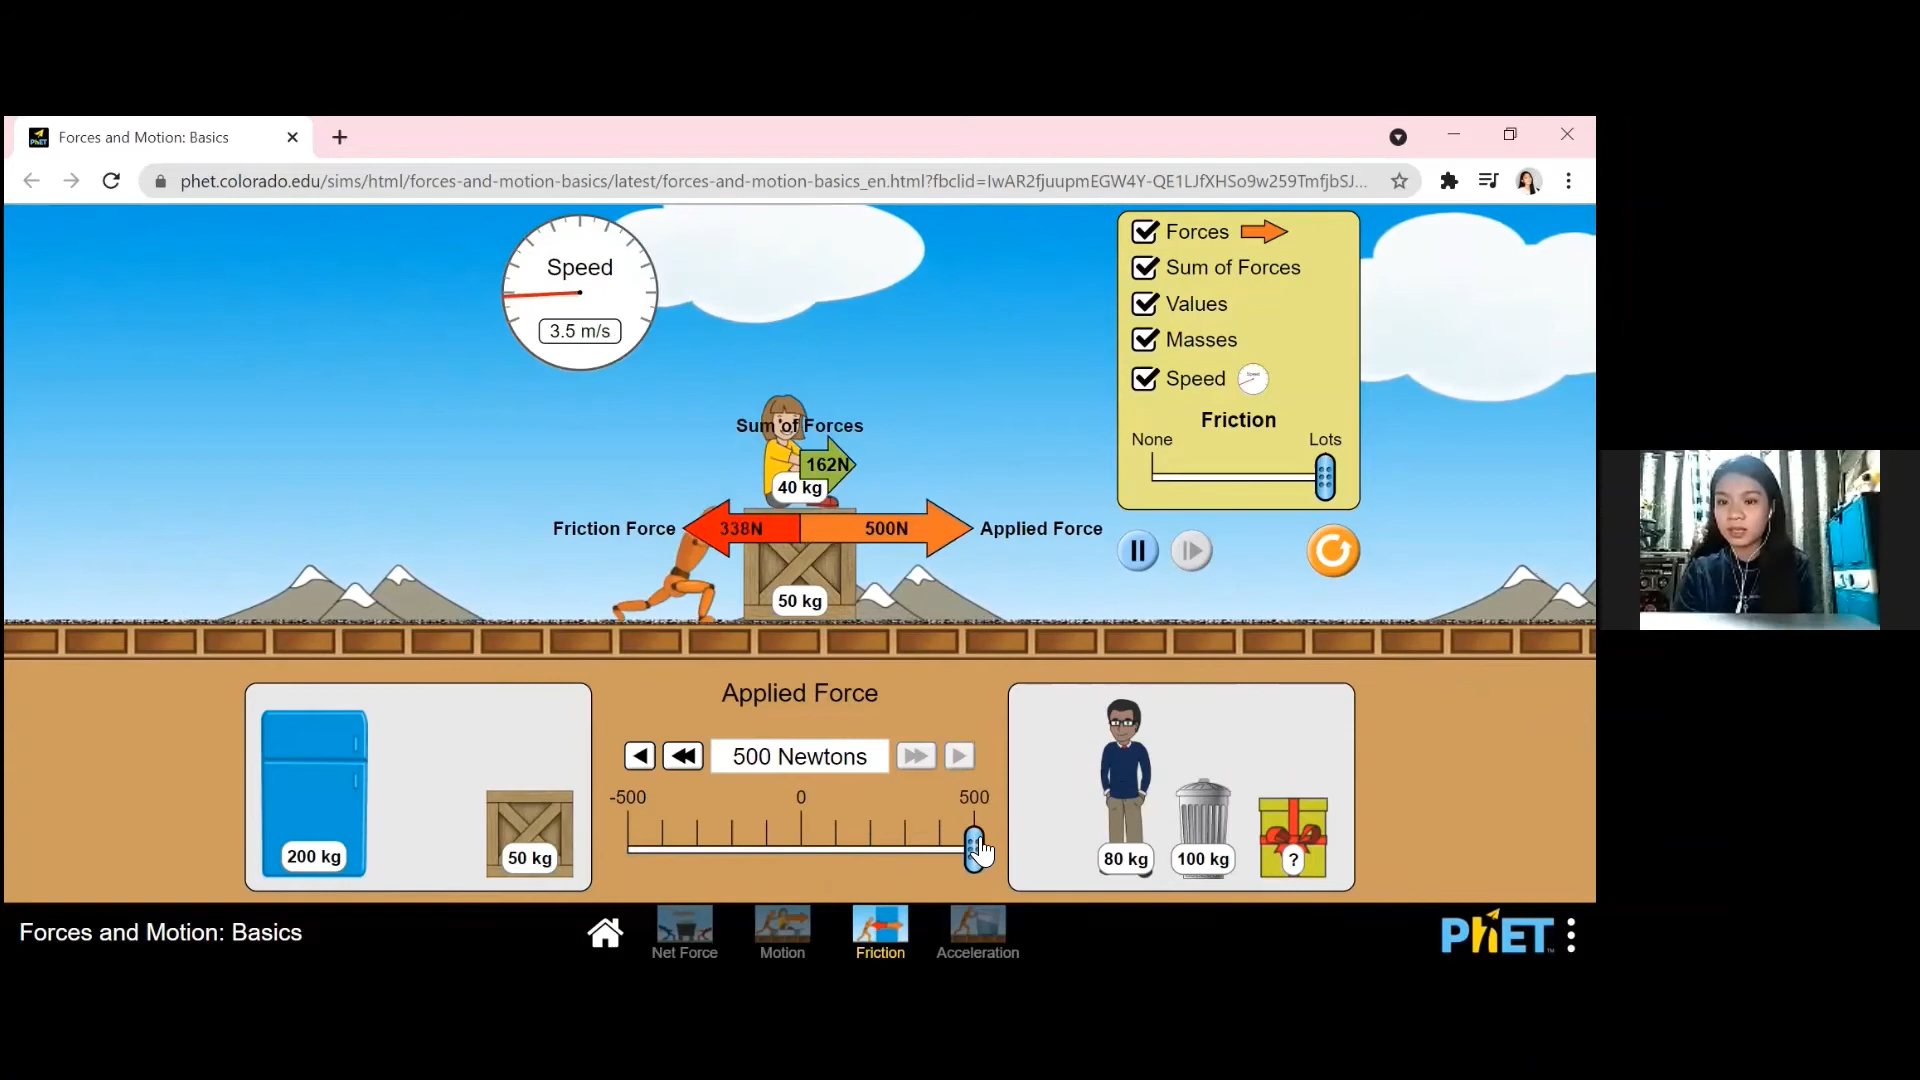 Forces and Motion: Basics
phet.colorado.edu/sims/html/forces-and-motion-basics/latest/forces-and-motion-basics_en.html?fbclid=IwAR2fjuupmEGW4Y-QE1LJfXHSo9w259TmfjbSJ...
Speed
3.5 m/s
Forces
Sum of Forces
Values
Masses
Speed
Friction
None Lots
Sum of Forces
162N
40 kg
Friction Force 338N 500N Applied Force
50 kg
Applied Force
500 Newtons
-500 0 500
200 kg
50 kg
80 kg
100 kg
?
Forces and Motion: Basics
Net Force
Motion
Friction
Acceleration
PhET